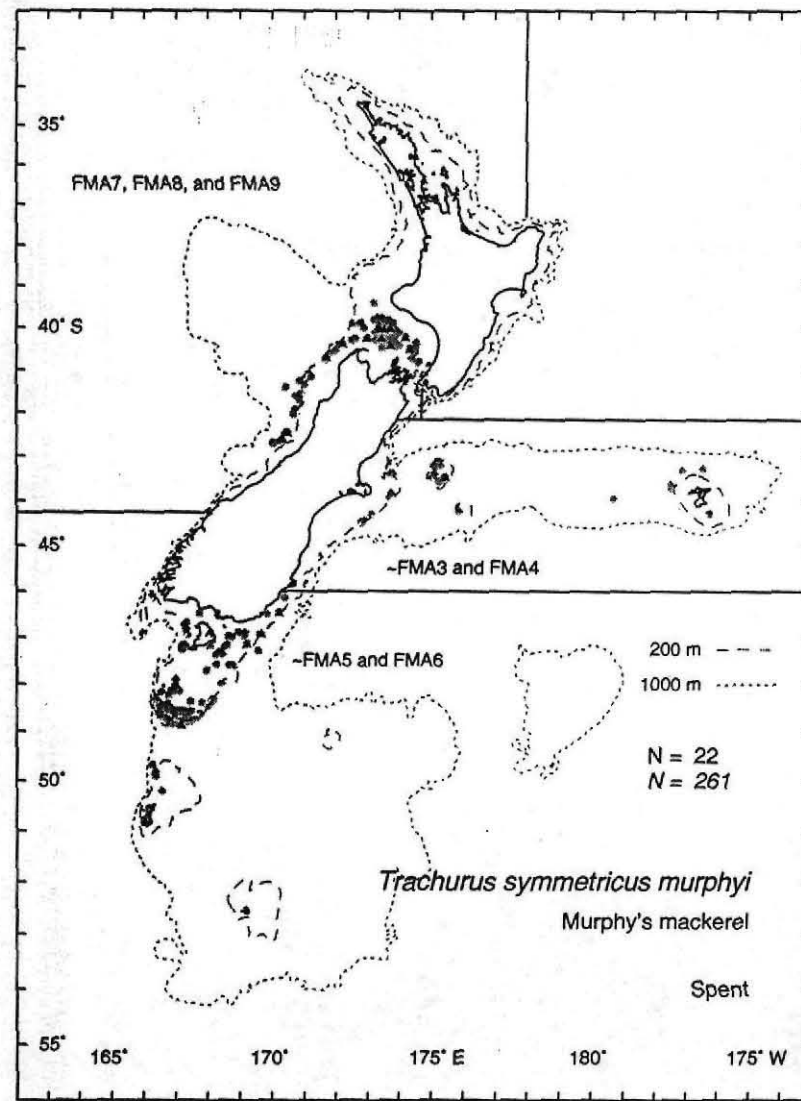 35°
FMA7, FMA8, and FMA9
40° S
45°
~FMA3 and FMA4
~FMA5 and FMA6
200 m
1000 m
N = 22
N = 261
50°
Trachurus symmetricus murphyi
Murphy's mackerel
Spent
55°
165° 170° 175° E 180° 175° W